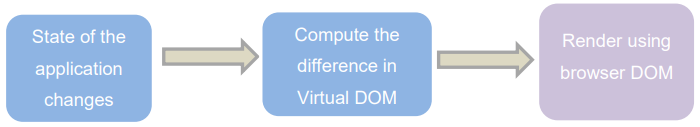 State of the
application
changes
Compute the
difference in
Virtual DOM
Render using
browser DOM